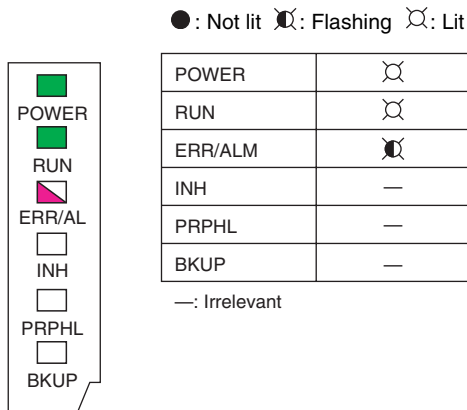 ●: Not lit ◐: Flashing ¤: Lit
POWER
RUN
ERR/AL
INH
PRPHL
BKUP
POWER ¤
RUN ¤
ERR/ALM ◐
INH —
PRPHL —
BKUP —
—: Irrelevant